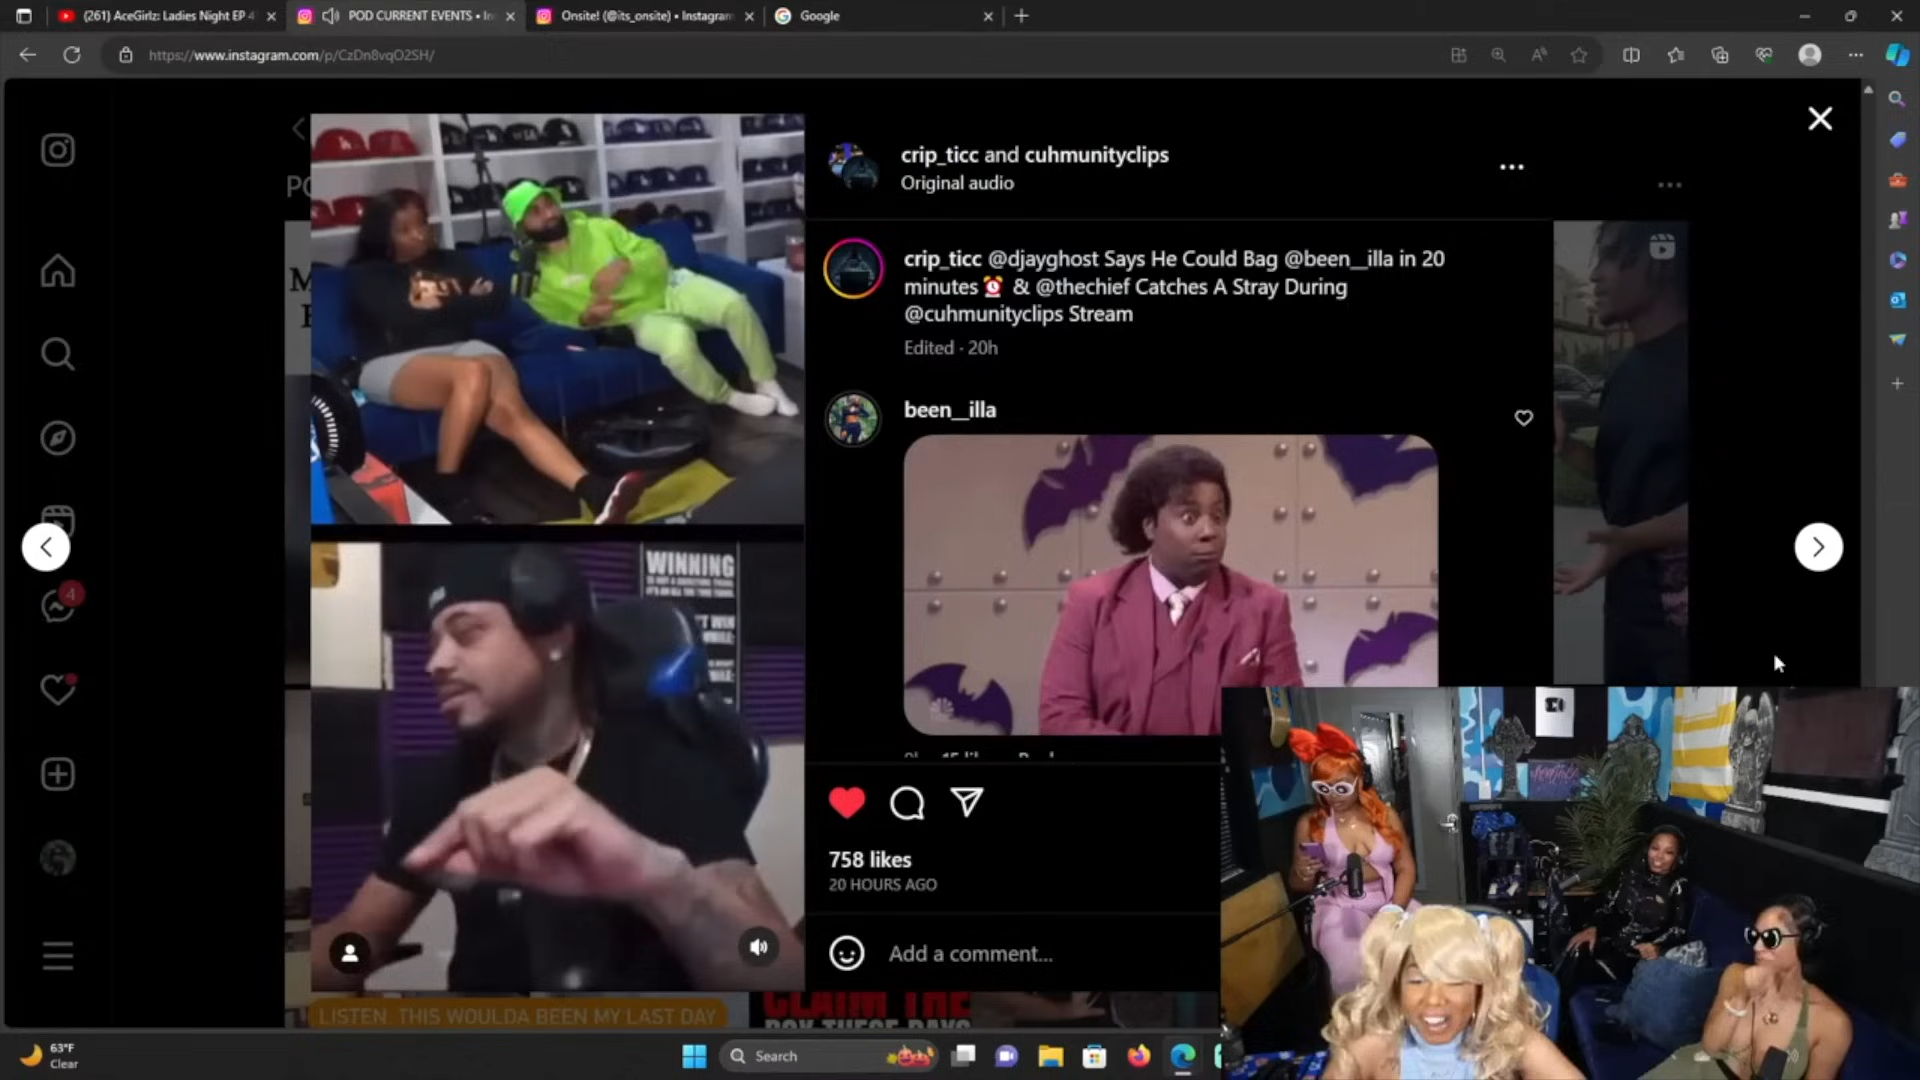 (261) AceGirlz: Ladies Night EP 4
POD CURRENT EVENTS • In
Onsite! (@its_onsite) • Instagram
Google
https://www.instagram.com/p/CzDn8vqO2SH/
crip_ticc and cuhmunityclips
Original audio
crip_ticc @djayghost Says He Could Bag @been__illa in 20
minutes⏰ & @thechief Catches A Stray During
@cuhmunityclips Stream
Edited · 20h
been__illa
WINNING
4
758 likes
20 HOURS AGO
Add a comment...
LISTEN. THIS WOULDA BEEN MY LAST DAY
CLAIM THE
63°F
Clear
Search